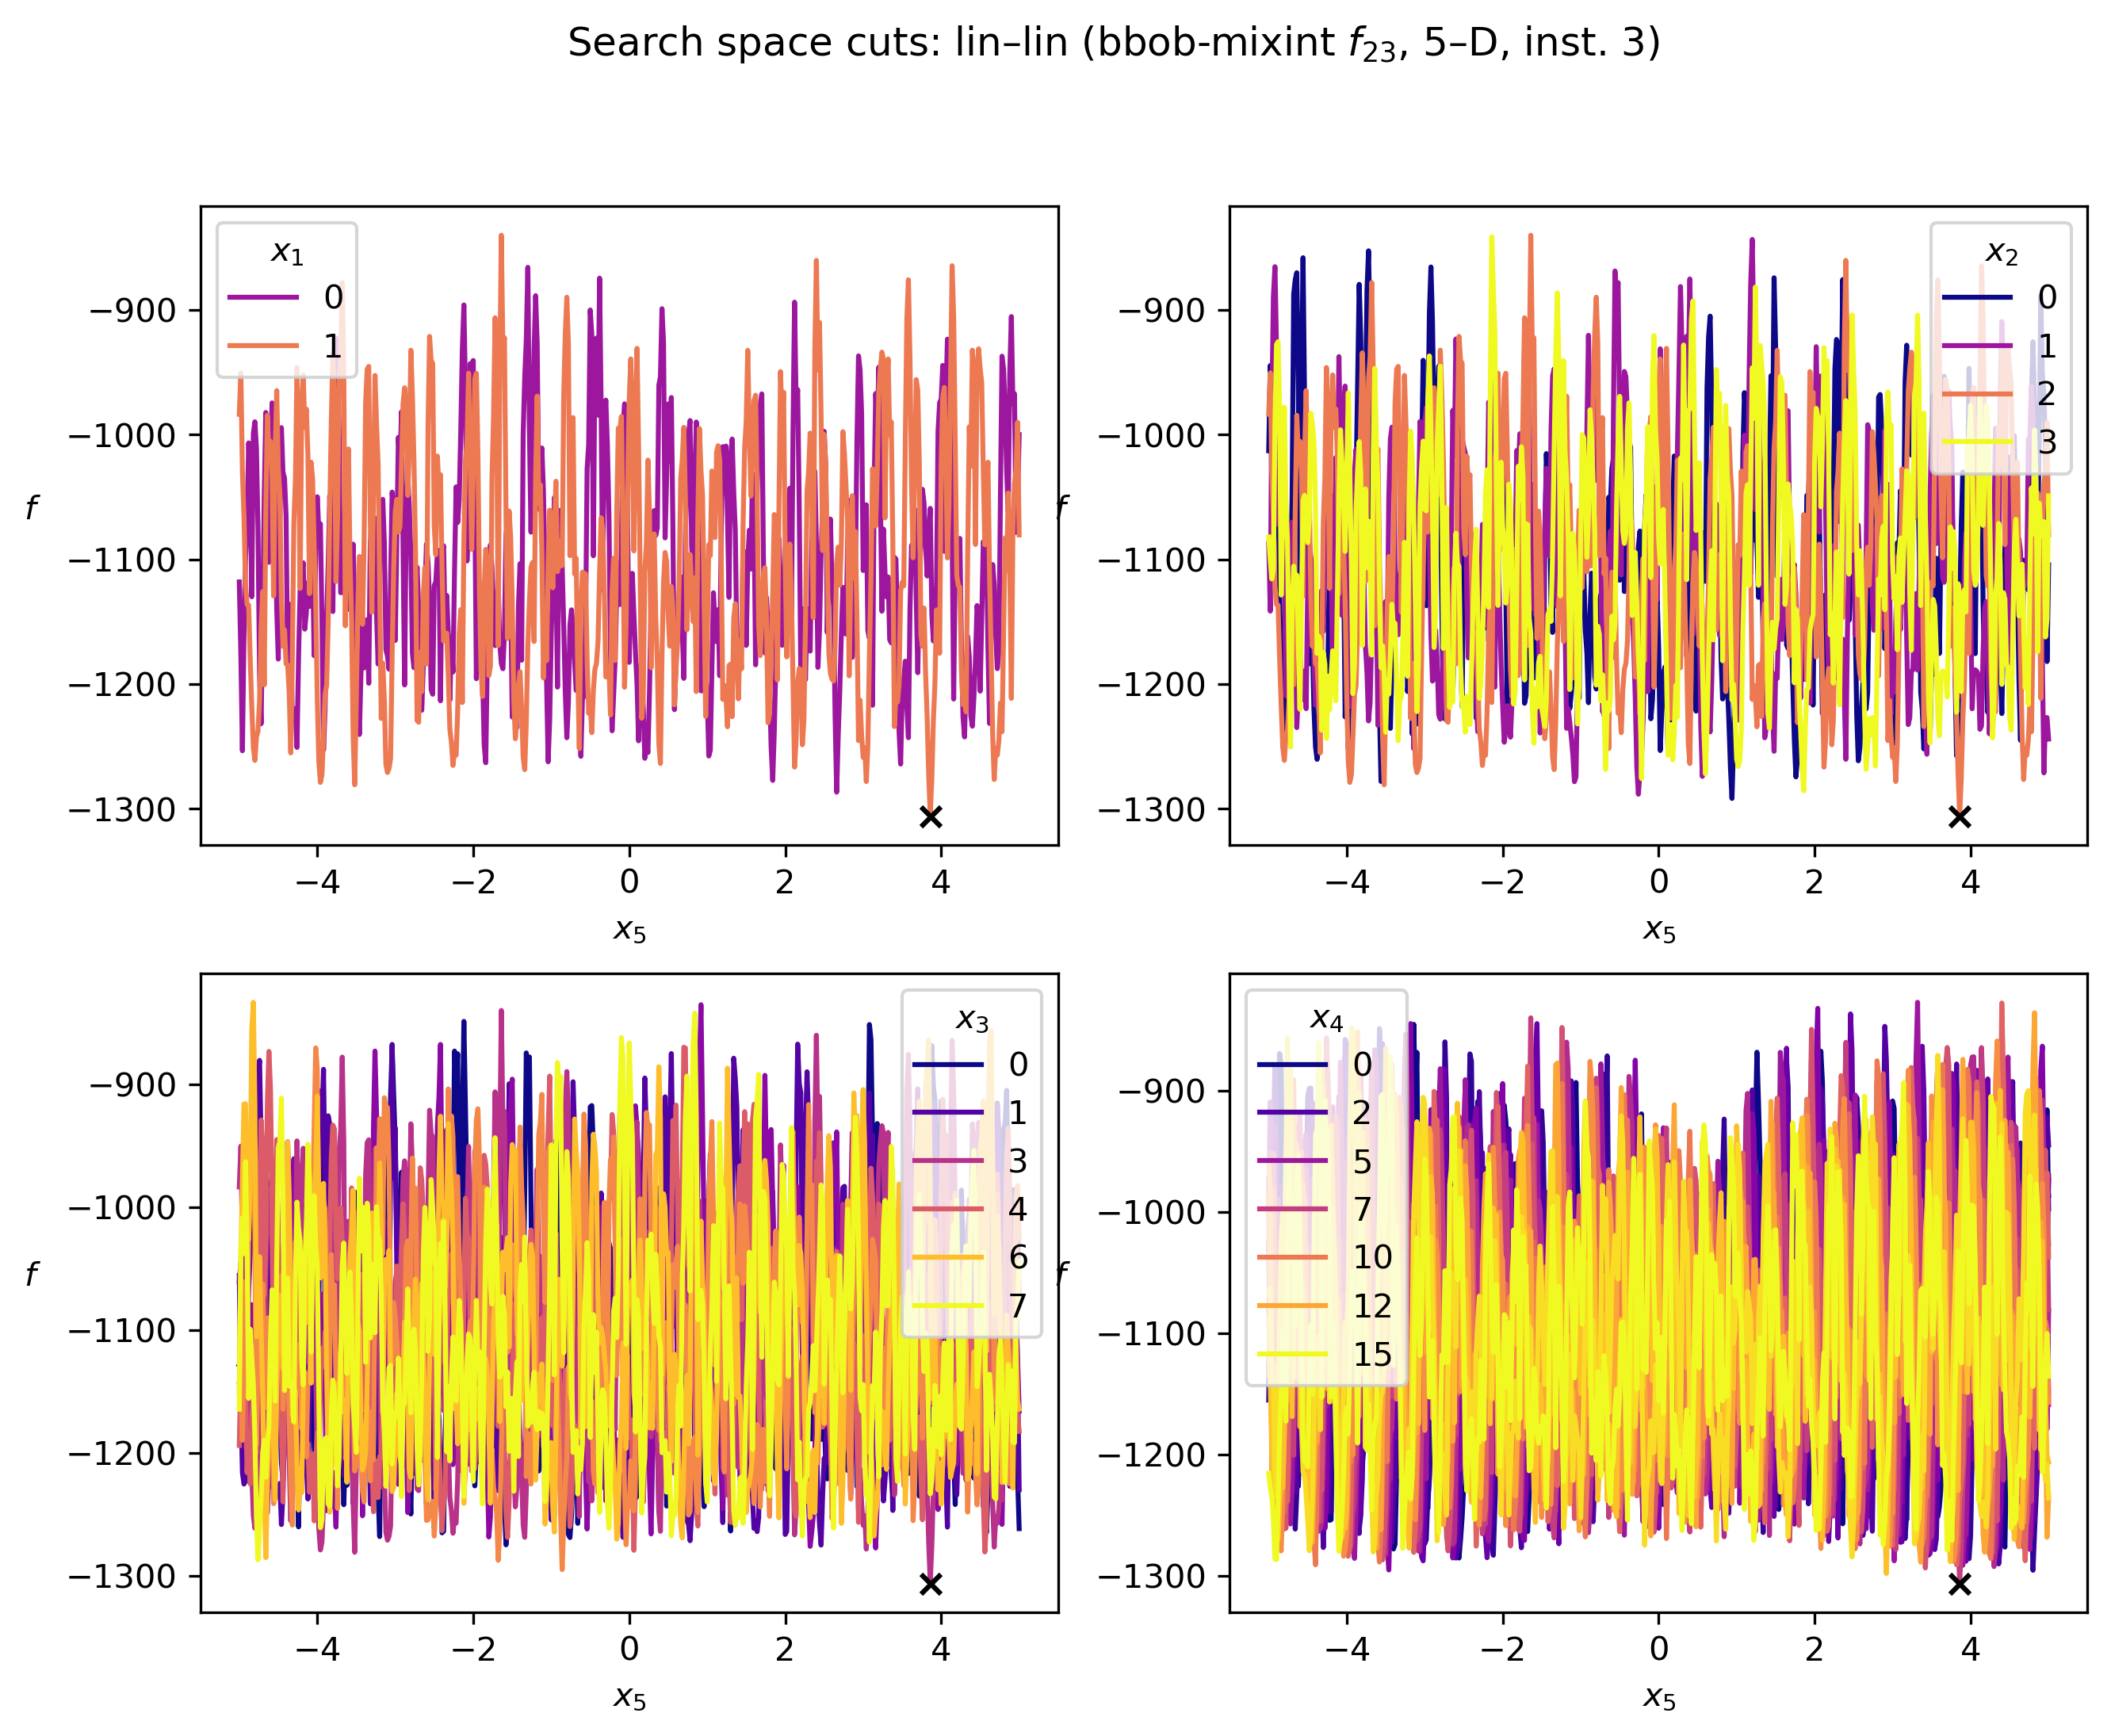 Search space cuts: lin–lin (bbob-mixint f₂₃, 5–D, inst. 3)
x₁
0
1
−900
−1000
−1100
−1200
−1300
f
−4 −2 0 2 4
x₅
x₂
0
1
2
3
−900
−1000
−1100
−1200
−1300
f
−4 −2 0 2 4
x₅
x₃
0
1
3
4
6
7
−900
−1000
−1100
−1200
−1300
f
−4 −2 0 2 4
x₅
x₄
0
2
5
7
10
12
15
−900
−1000
−1100
−1200
−1300
f
−4 −2 0 2 4
x₅